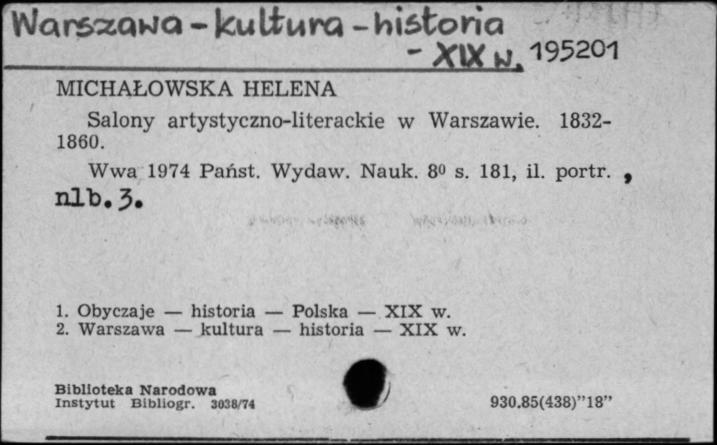 Warszawa - kultura - historia
- XIX w. 195201
MICHAŁOWSKA HELENA
Salony artystyczno-literackie w Warszawie. 1832-
1860.
Wwa 1974 Państ. Wydaw. Nauk. 8⁰ s. 181, il. portr. ,
nlb. 3.
1. Obyczaje — historia — Polska — XIX w.
2. Warszawa — kultura — historia — XIX w.
Biblioteka Narodowa
Instytut Bibliogr. 3038/74 930.85(438)"18"